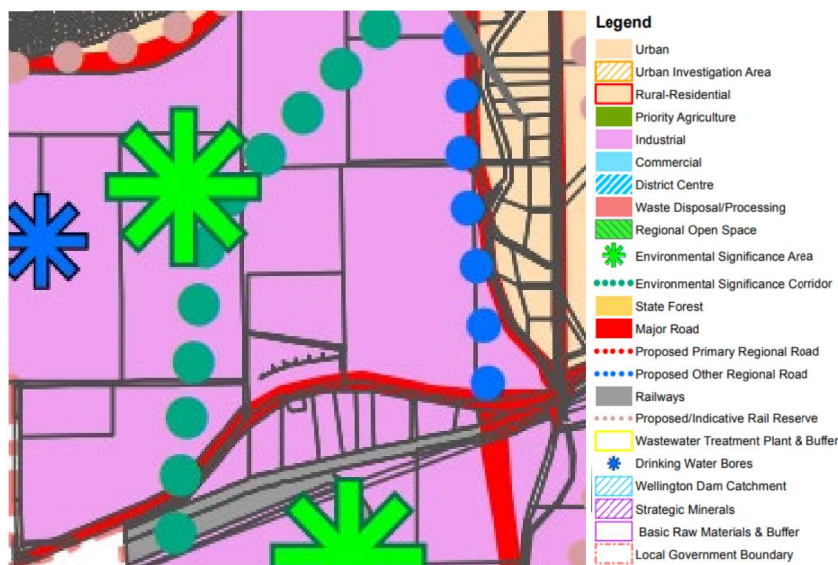 Legend
Urban
Urban Investigation Area
Rural-Residential
Priority Agriculture
Industrial
Commercial
District Centre
Waste Disposal/Processing
Regional Open Space
Environmental Significance Area
Environmental Significance Corridor
State Forest
Major Road
Proposed Primary Regional Road
Proposed Other Regional Road
Railways
Proposed/Indicative Rail Reserve
Wastewater Treatment Plant & Buffer
Drinking Water Bores
Wellington Dam Catchment
Strategic Minerals
Basic Raw Materials & Buffer
Local Government Boundary